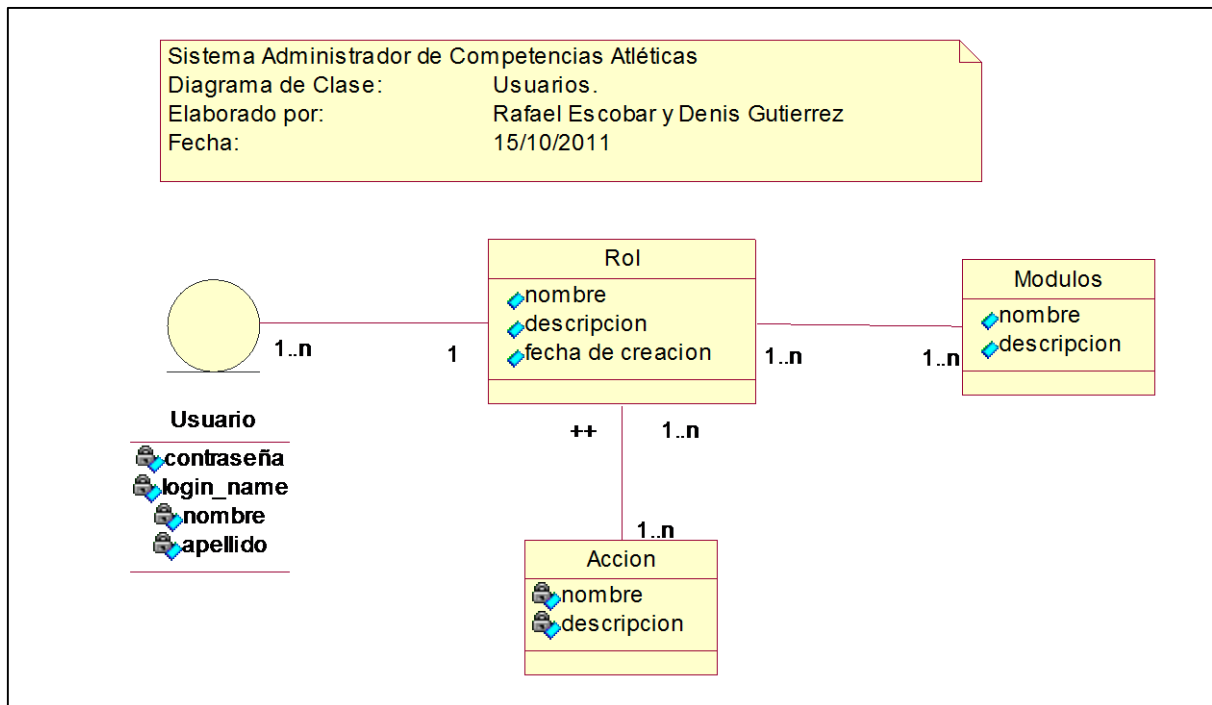 Sistema Administrador de Competencias Atléticas
Diagrama de Clase: Usuarios.
Elaborado por: Rafael Escobar y Denis Gutierrez
Fecha: 15/10/2011
Rol
nombre
descripcion
fecha de creacion
Modulos
nombre
descripcion
1..n
1
1..n
1..n
Usuario
contraseña
login_name
nombre
apellido
++
1..n
1..n
Accion
nombre
descripcion